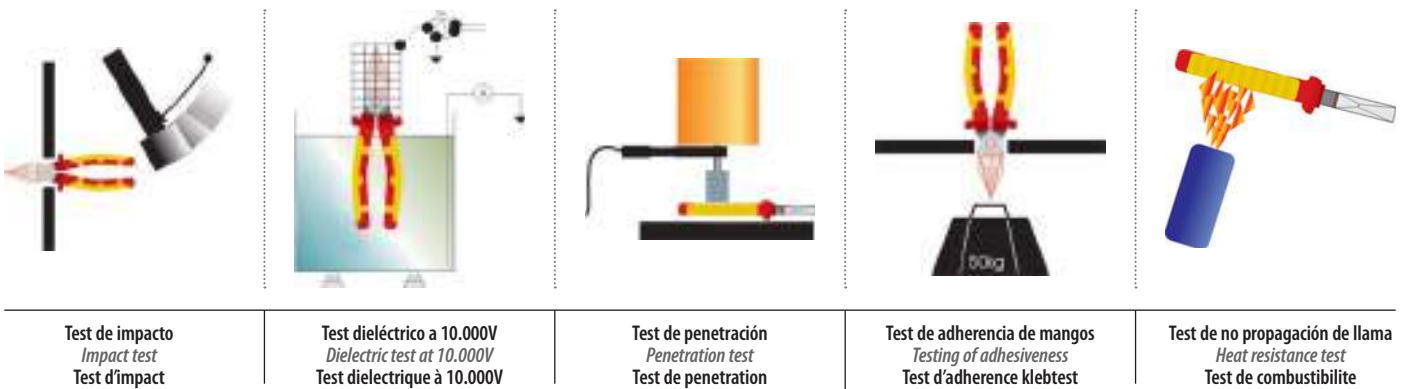 50kg
Test de impacto
Impact test
Test d'impact
Test dieléctrico a 10.000V
Dielectric test at 10.000V
Test dielectrique à 10.000V
Test de penetración
Penetration test
Test de penetration
Test de adherencia de mangos
Testing of adhesiveness
Test d'adherence klebtest
Test de no propagación de llama
Heat resistance test
Test de combustibilite